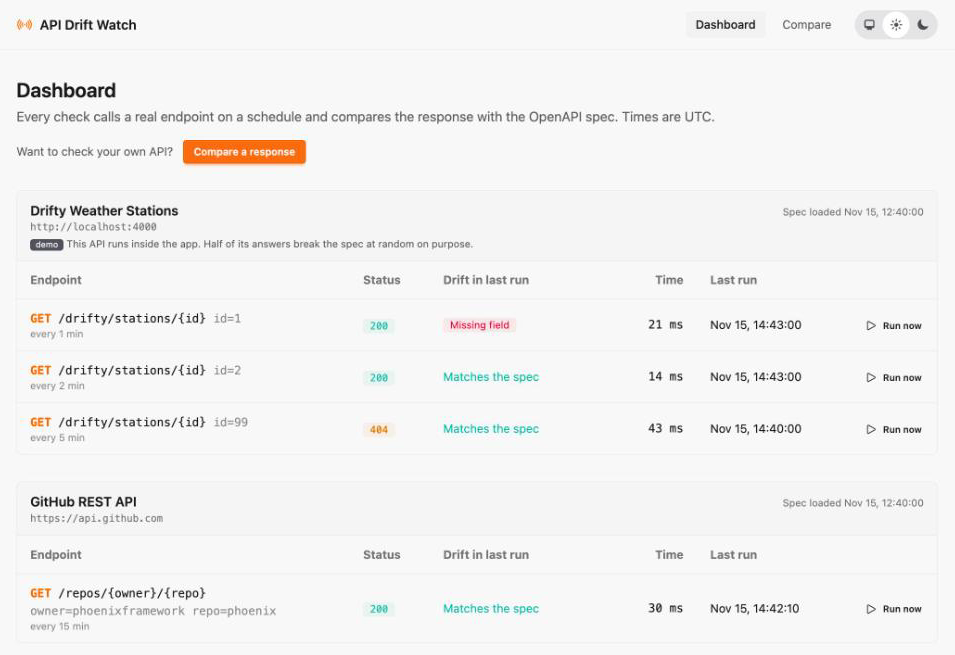 API Drift Watch
Dashboard Compare
Dashboard
Every check calls a real endpoint on a schedule and compares the response with the OpenAPI spec. Times are UTC.
Want to check your own API? Compare a response
Drifty Weather Stations Spec loaded Nov 15, 12:40:00
http://localhost:4000
demo This API runs inside the app. Half of its answers break the spec at random on purpose.
Endpoint Status Drift in last run Time Last run
GET /drifty/stations/{id} id=1 200 Missing field 21 ms Nov 15, 14:43:00 Run now
every 1 min
GET /drifty/stations/{id} id=2 200 Matches the spec 14 ms Nov 15, 14:43:00 Run now
every 2 min
GET /drifty/stations/{id} id=99 404 Matches the spec 43 ms Nov 15, 14:40:00 Run now
every 5 min
GitHub REST API Spec loaded Nov 15, 12:40:00
https://api.github.com
Endpoint Status Drift in last run Time Last run
GET /repos/{owner}/{repo}
owner=phoenixframework repo=phoenix 200 Matches the spec 30 ms Nov 15, 14:42:10 Run now
every 15 min